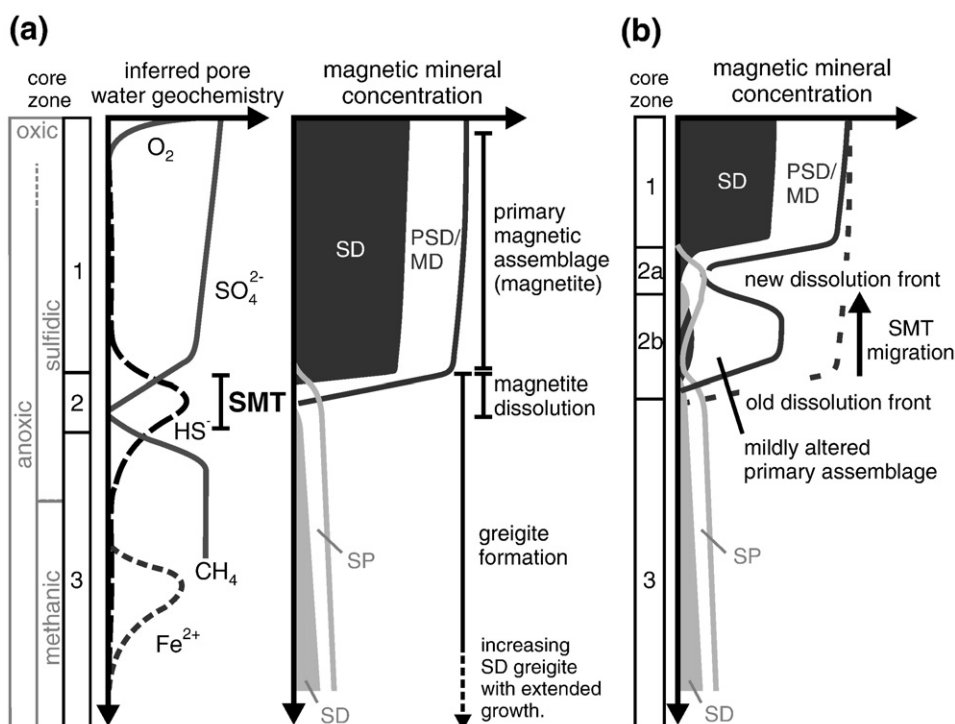 (a)
core
zone
inferred pore
water geochemistry
magnetic mineral
concentration
oxic
anoxic
sulfidic
methanic
1
2
3
O₂
SO₄²⁻
HS⁻
SMT
CH₄
Fe²⁺
SD
PSD/
MD
primary
magnetic
assemblage
(magnetite)
magnetite
dissolution
greigite
formation
SP
SD
increasing
SD greigite
with extended
growth.
(b)
core
zone
magnetic mineral
concentration
1
2a
2b
3
SD
PSD/
MD
new dissolution front
SMT
migration
old dissolution front
mildly altered
primary assemblage
SP
SD